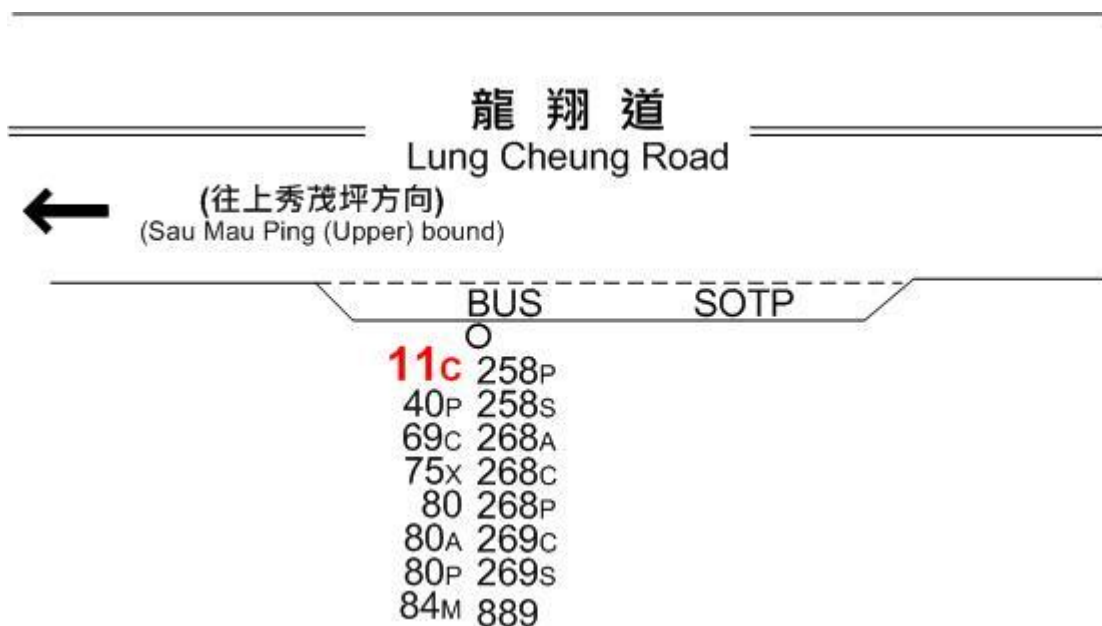 龍 翔 道
Lung Cheung Road
(往上秀茂坪方向)
(Sau Mau Ping (Upper) bound)
BUS SOTP
11C 258P
40P 258S
69C 268A
75X 268C
80 268P
80A 269C
80P 269S
84M 889